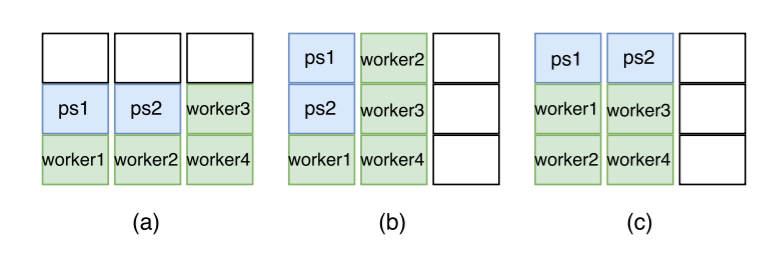 ps1 worker2
ps1 ps2
ps1 ps2 worker3
ps2 worker3
worker1 worker3
worker1 worker2 worker4
worker1 worker4
worker2 worker4
(a) (b) (c)